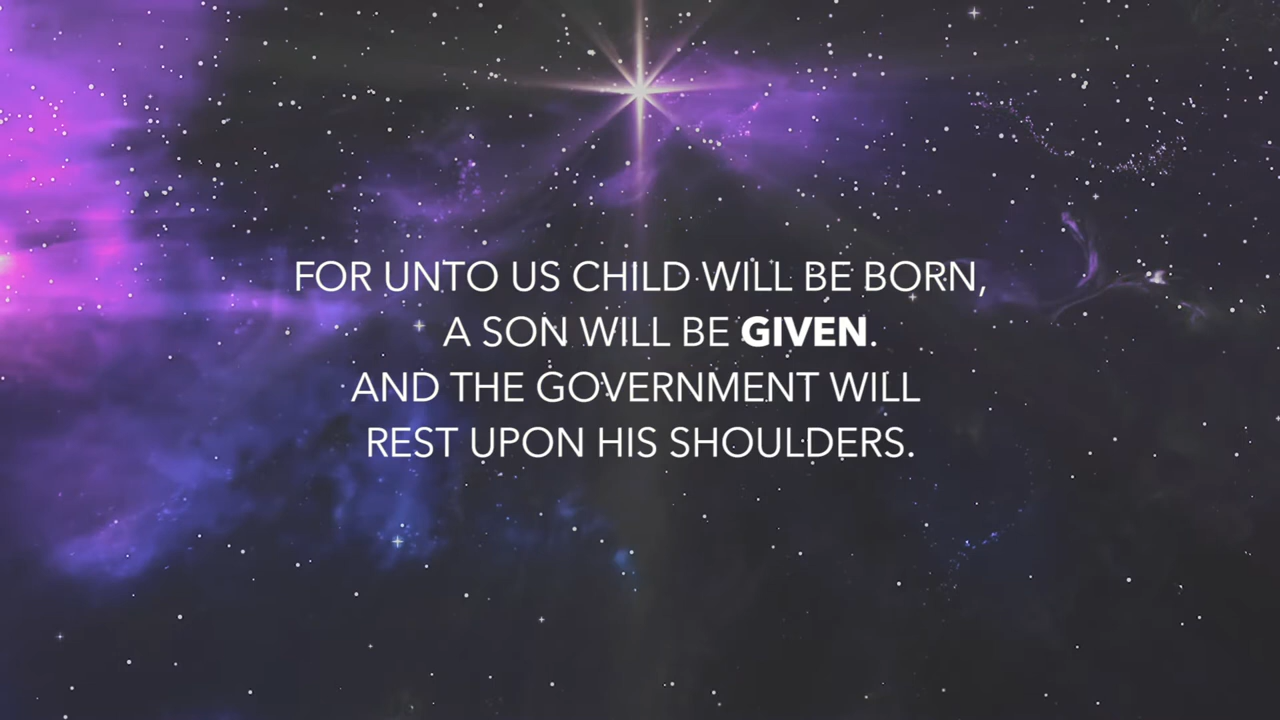 FOR UNTO US CHILD WILL BE BORN,
A SON WILL BE GIVEN.
AND THE GOVERNMENT WILL
REST UPON HIS SHOULDERS.